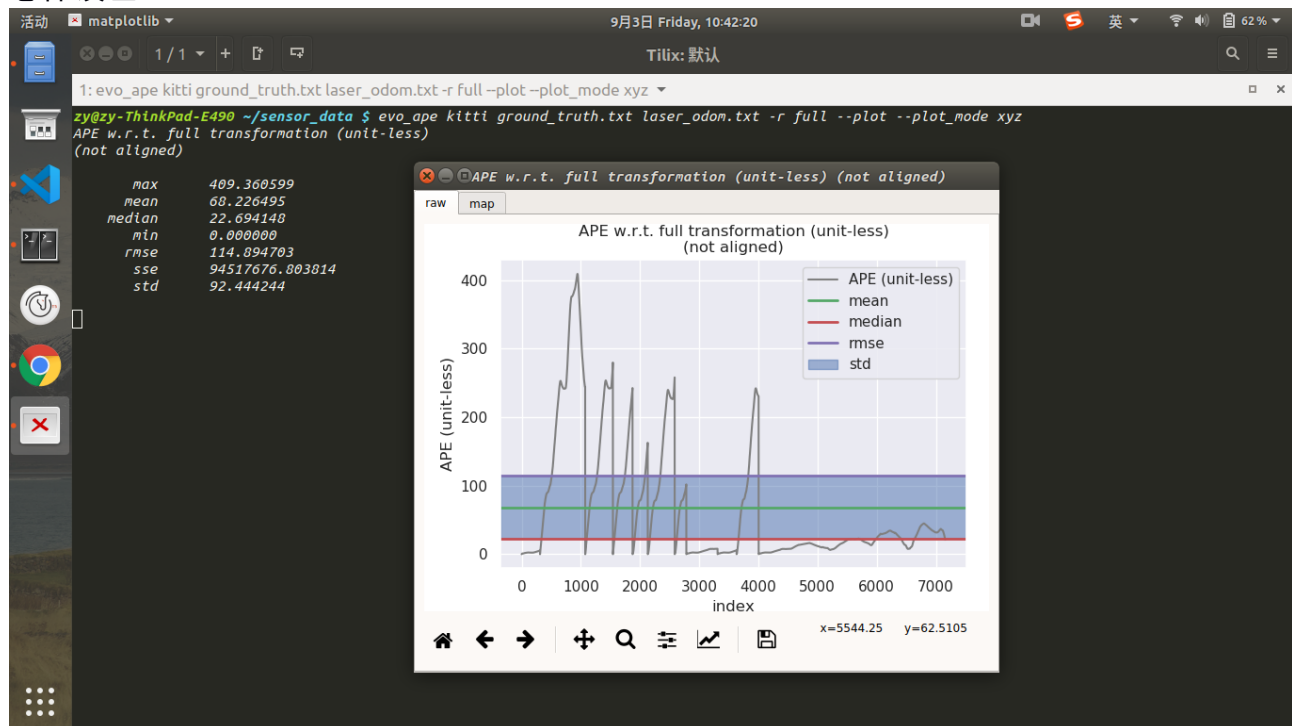 活动 matplotlib 9月3日 Friday, 10:42:20 英 62%
1/1 + Tilix: 默认
1: evo_ape kitti ground_truth.txt laser_odom.txt -r full --plot --plot_mode xyz
zy@zy-ThinkPad-E490 ~/sensor_data $ evo_ape kitti ground_truth.txt laser_odom.txt -r full --plot --plot_mode xyz
APE w.r.t. full transformation (unit-less)
(not aligned)
max 409.360599
mean 68.226495
median 22.694148
min 0.000000
rmse 114.894703
sse 94517676.803814
std 92.444244
APE w.r.t. full transformation (unit-less) (not aligned)
raw map
APE w.r.t. full transformation (unit-less)
(not aligned)
APE (unit-less)
mean
median
rmse
std
400
300
200
100
0
APE (unit-less)
0 1000 2000 3000 4000 5000 6000 7000
index
x=5544.25 y=62.5105